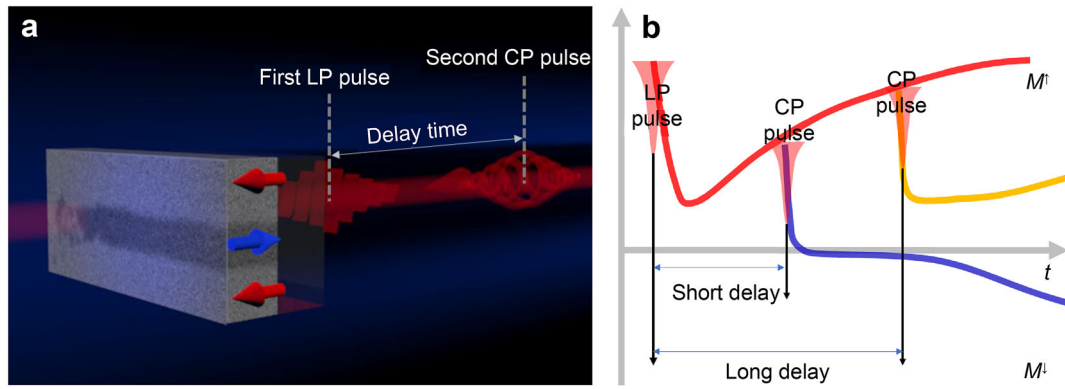 a
First LP pulse
Second CP pulse
Delay time
b
LP
pulse
CP
pulse
CP
pulse
M↑
t
Short delay
Long delay
M↓